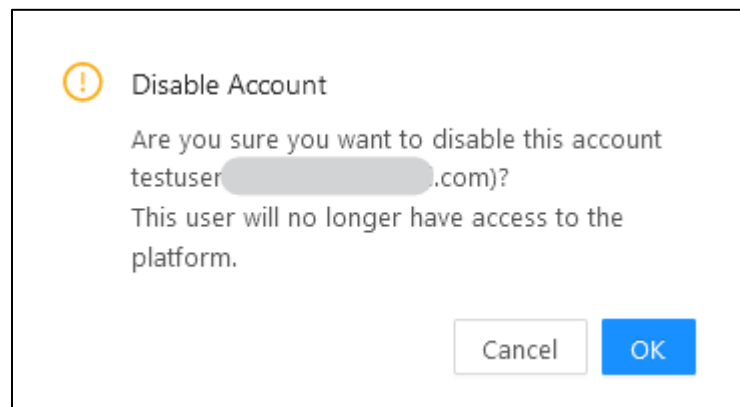 Disable Account
Are you sure you want to disable this account
testuser .com)?
This user will no longer have access to the
platform.
Cancel OK